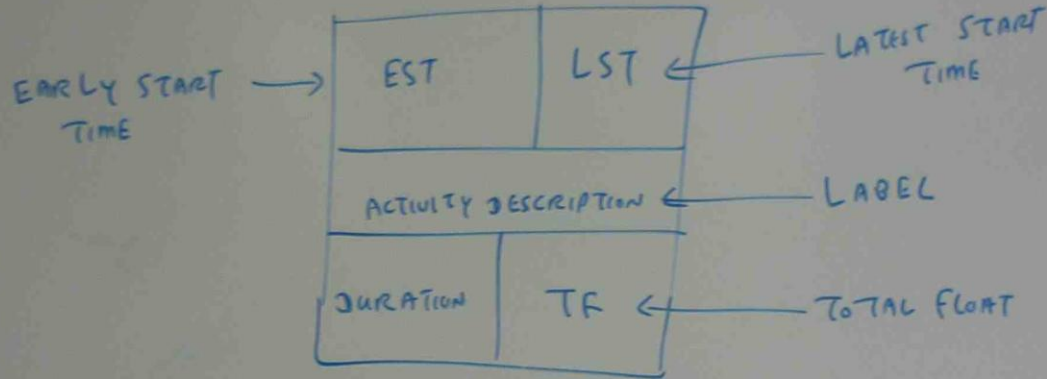 EARLY START
TIME
EST
LST
LATEST START
TIME
ACTIVITY DESCRIPTION
LABEL
DURATION
TF
TOTAL FLOAT